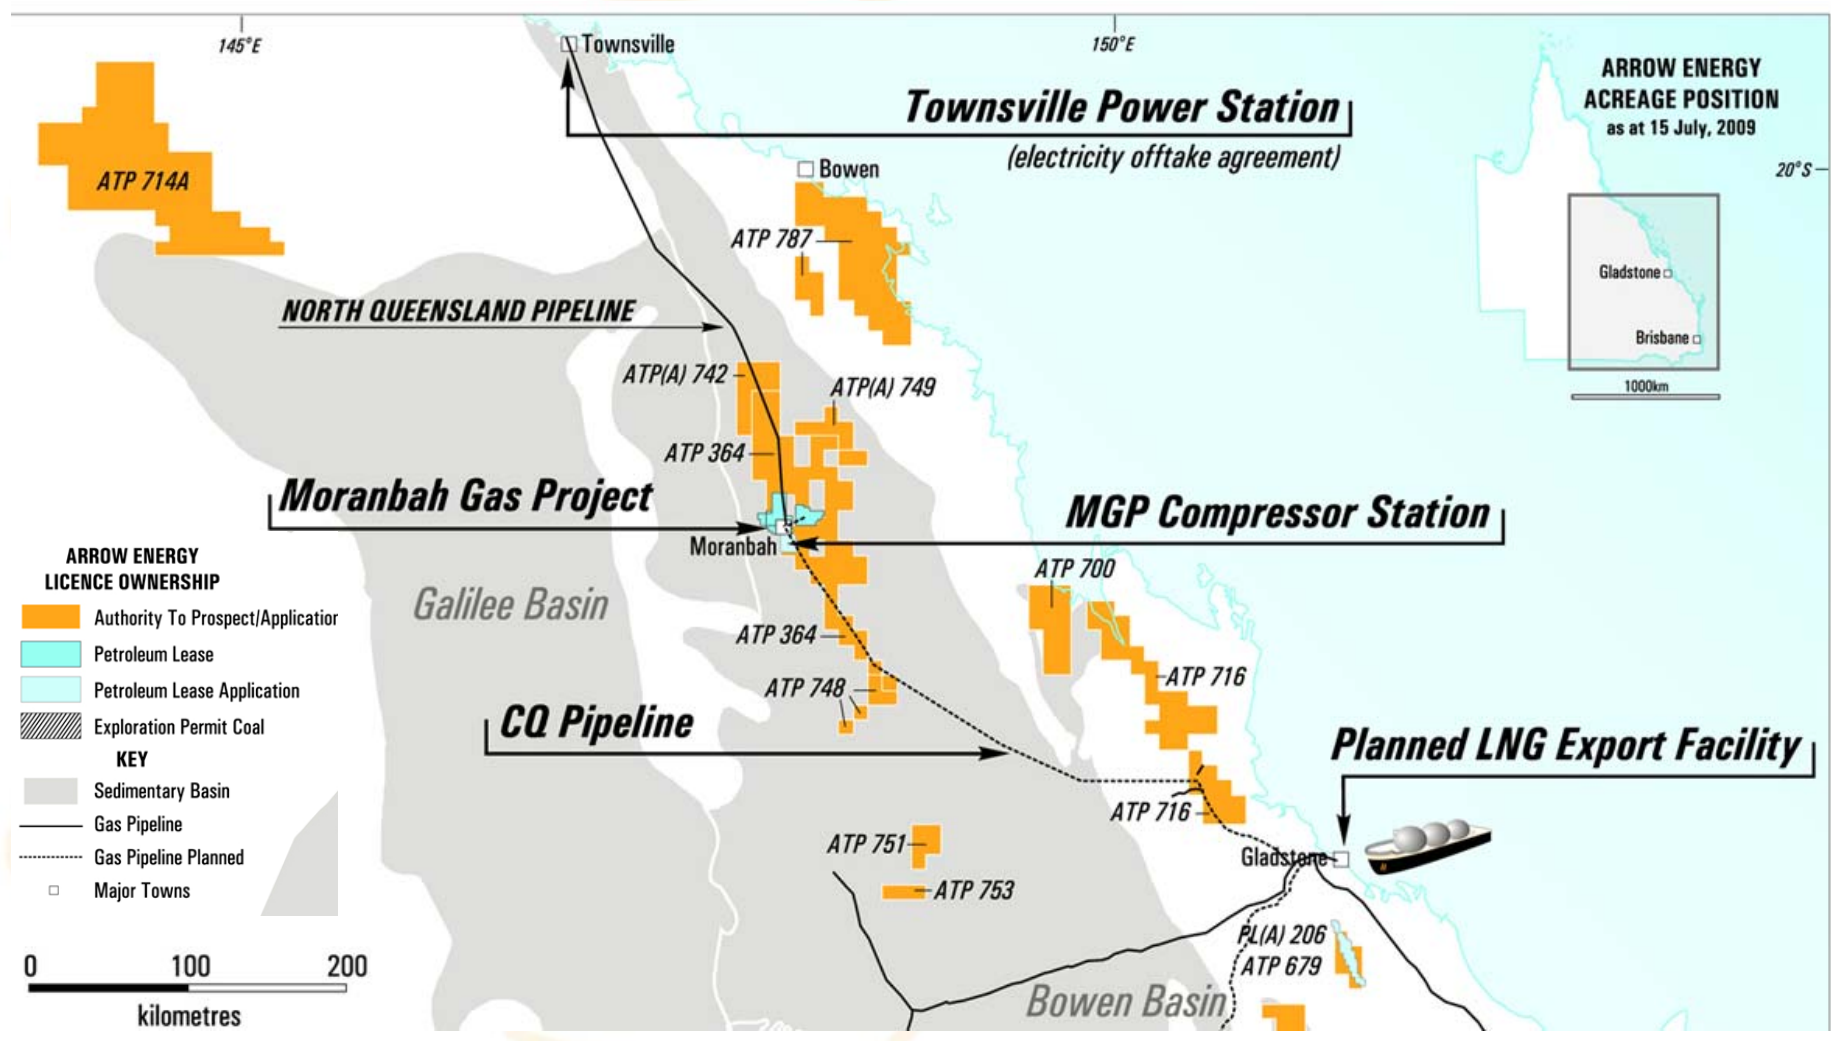 145°E
150°E
Townsville
ARROW ENERGY
ACREAGE POSITION
as at 15 July, 2009
Townsville Power Station
(electricity offtake agreement)
20°S
Bowen
ATP 714A
ATP 787
Gladstone
Brisbane
1000km
NORTH QUEENSLAND PIPELINE
ATP(A) 742
ATP(A) 749
ATP 364
Moranbah Gas Project
MGP Compressor Station
Moranbah
ATP 700
Galilee Basin
ATP 364
ATP 716
ATP 748
CQ Pipeline
Planned LNG Export Facility
ATP 716
ATP 751
Gladstone
ATP 753
PL(A) 206
ATP 679
Bowen Basin
ARROW ENERGY
LICENCE OWNERSHIP
Authority To Prospect/Application
Petroleum Lease
Petroleum Lease Application
Exploration Permit Coal
KEY
Sedimentary Basin
Gas Pipeline
Gas Pipeline Planned
Major Towns
0 100 200
kilometres